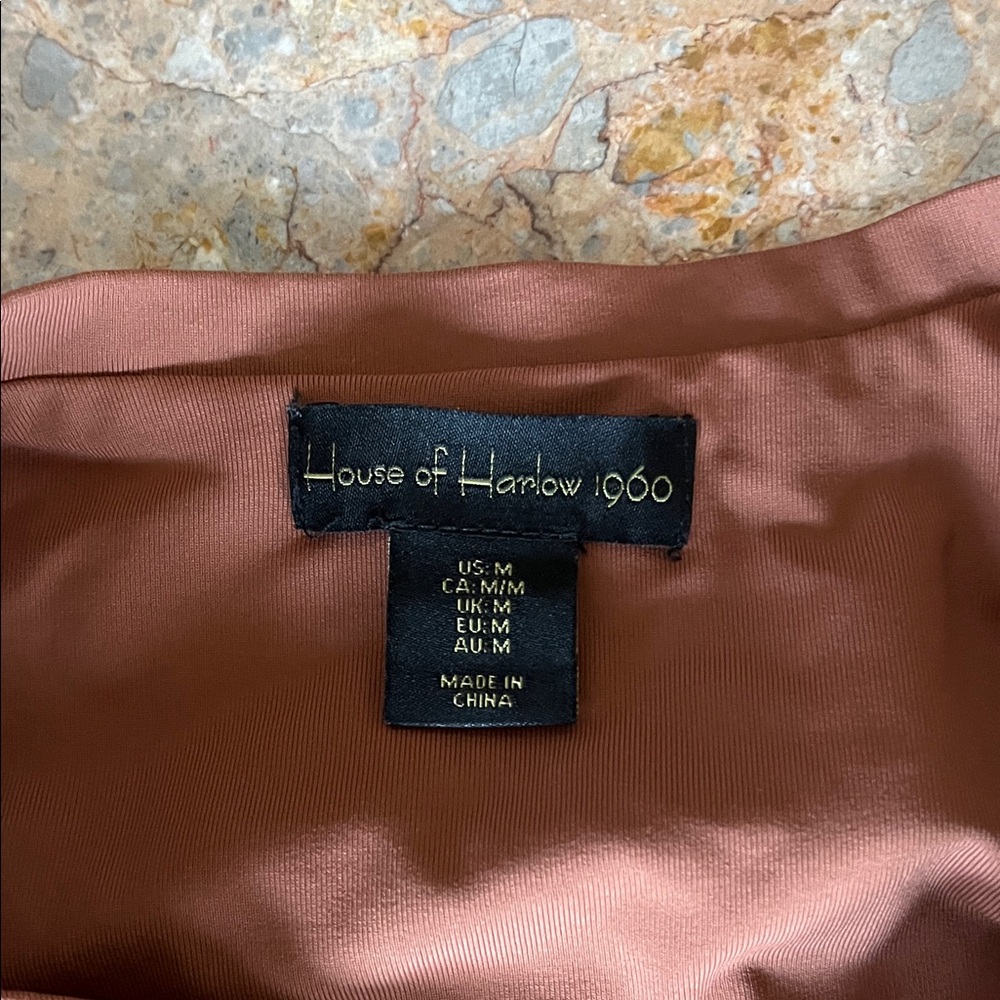 House of Harlow 1960
US: M
CA: M/M
UK: M
EU: M
AU: M
MADE IN
CHINA